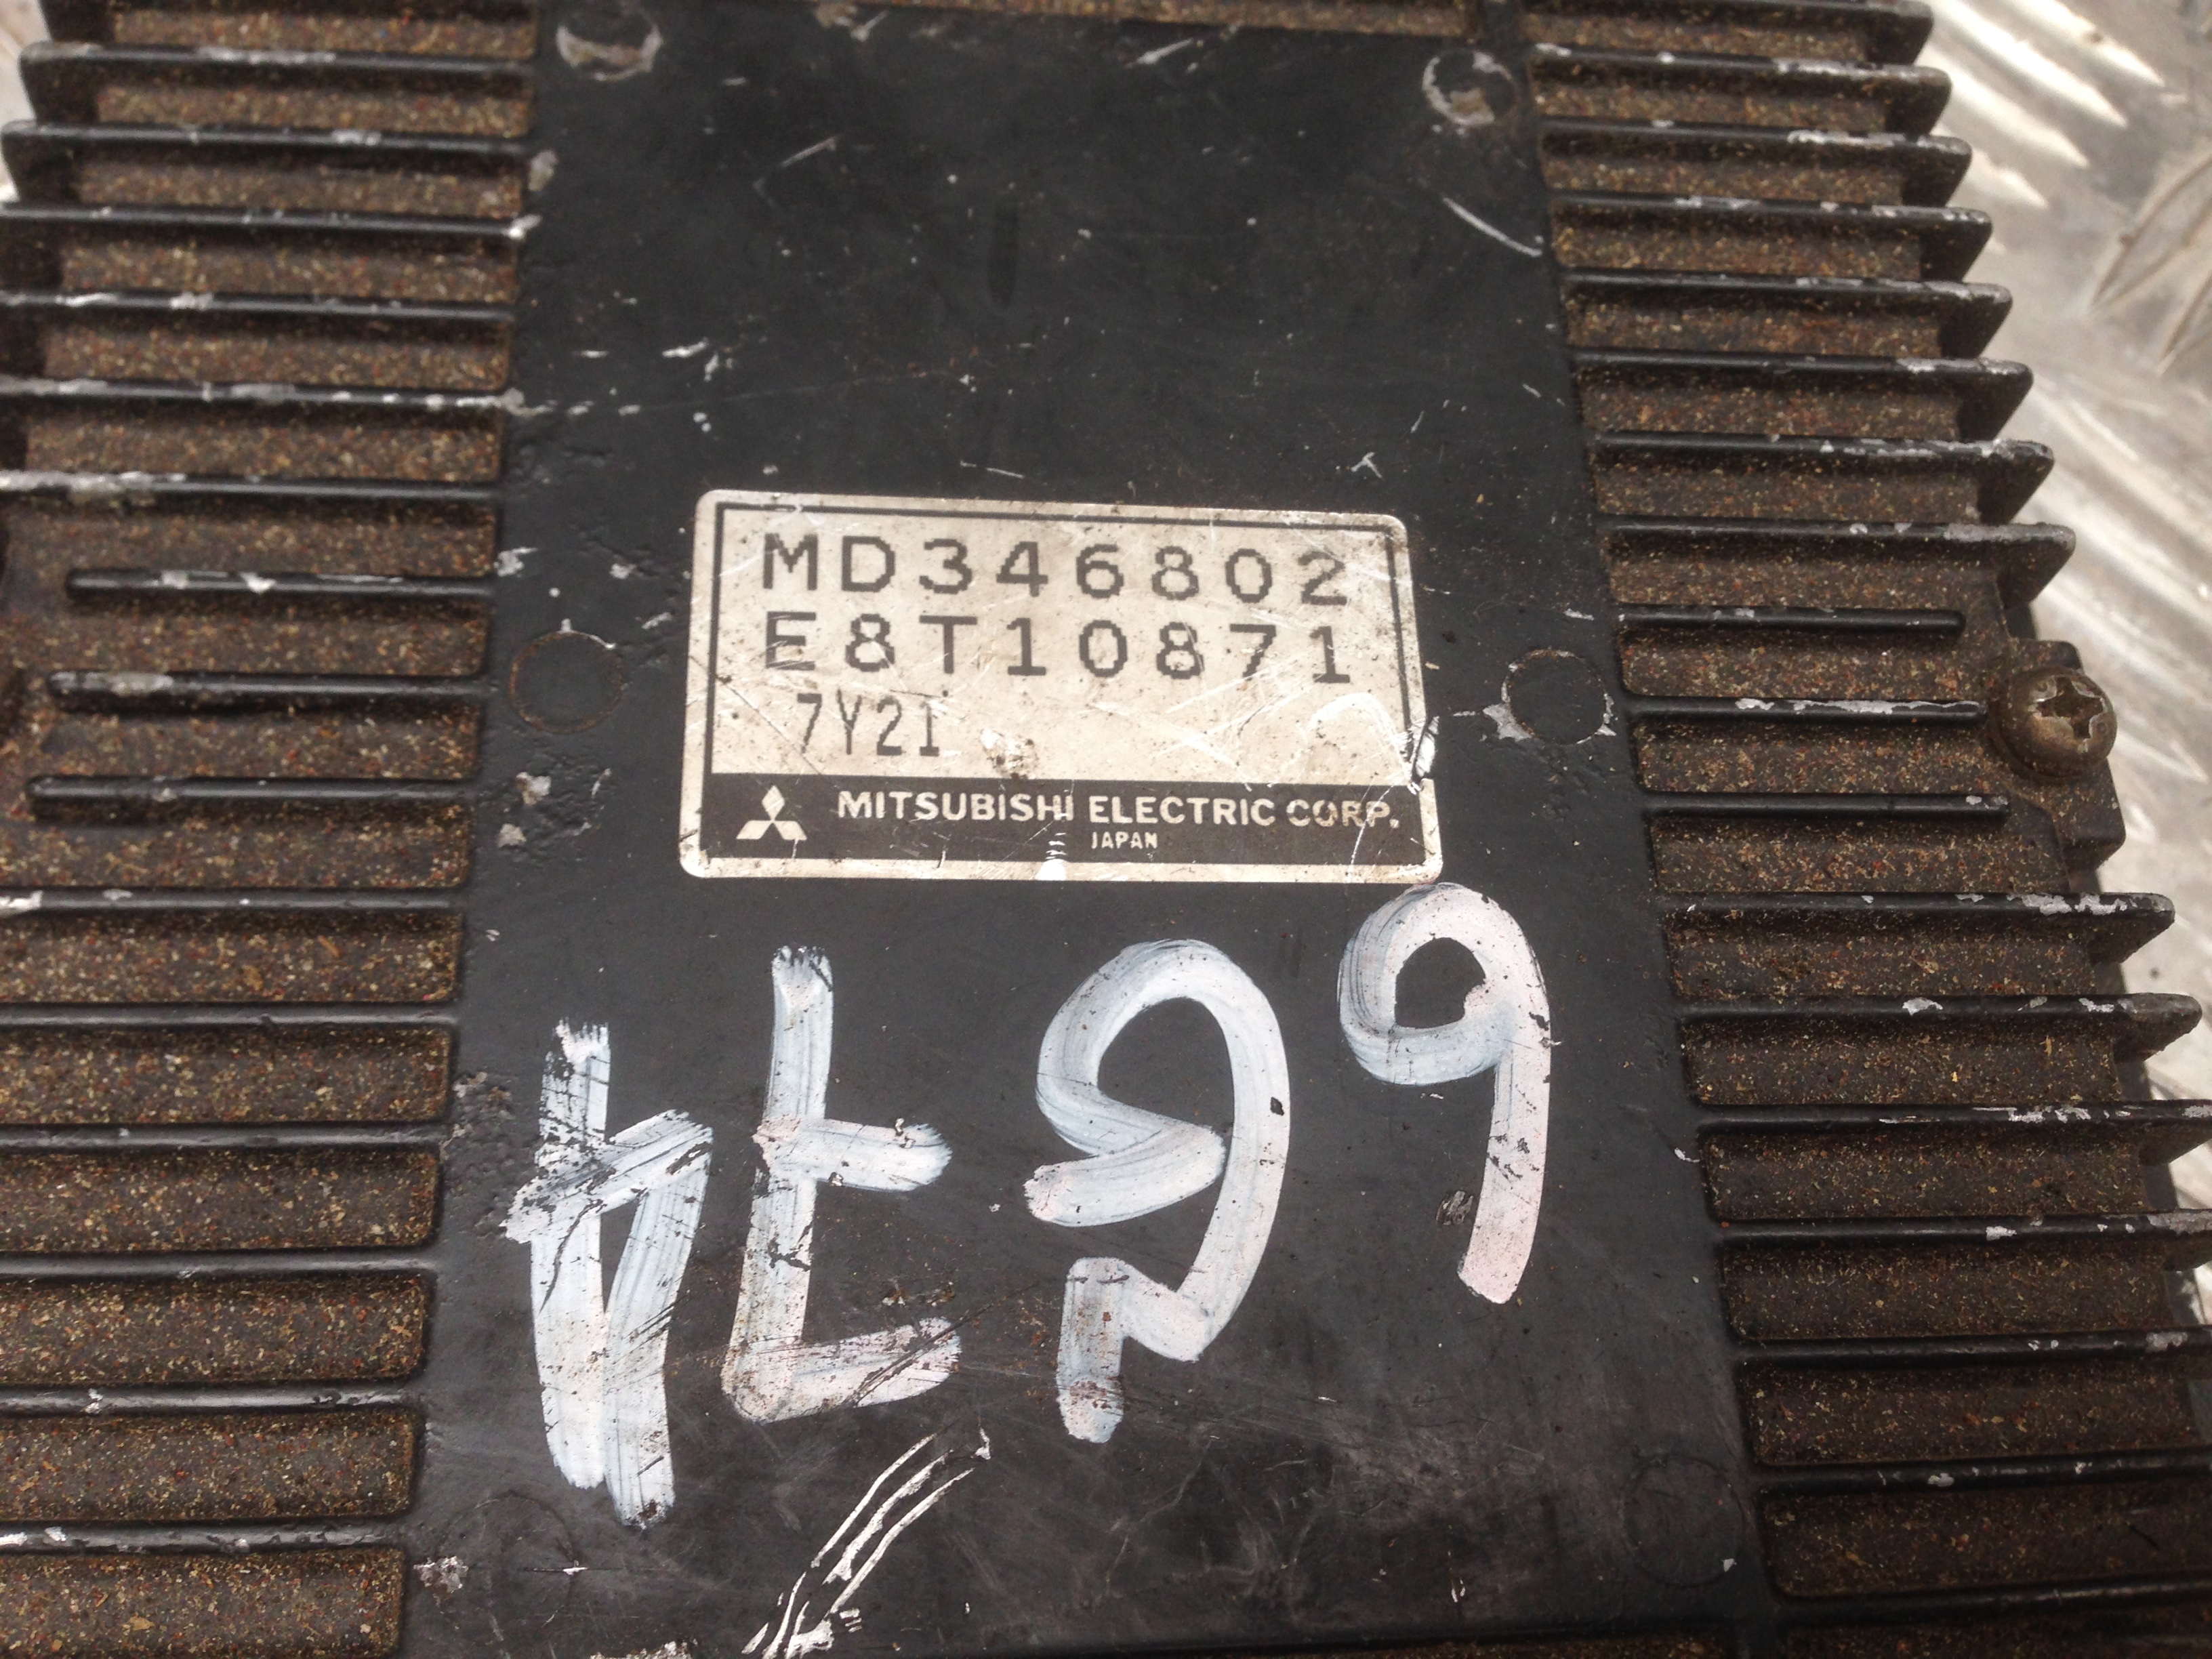 MD346802
E8T10871
7Y21
MITSUBISHI ELECTRIC CORP.
JAPAN